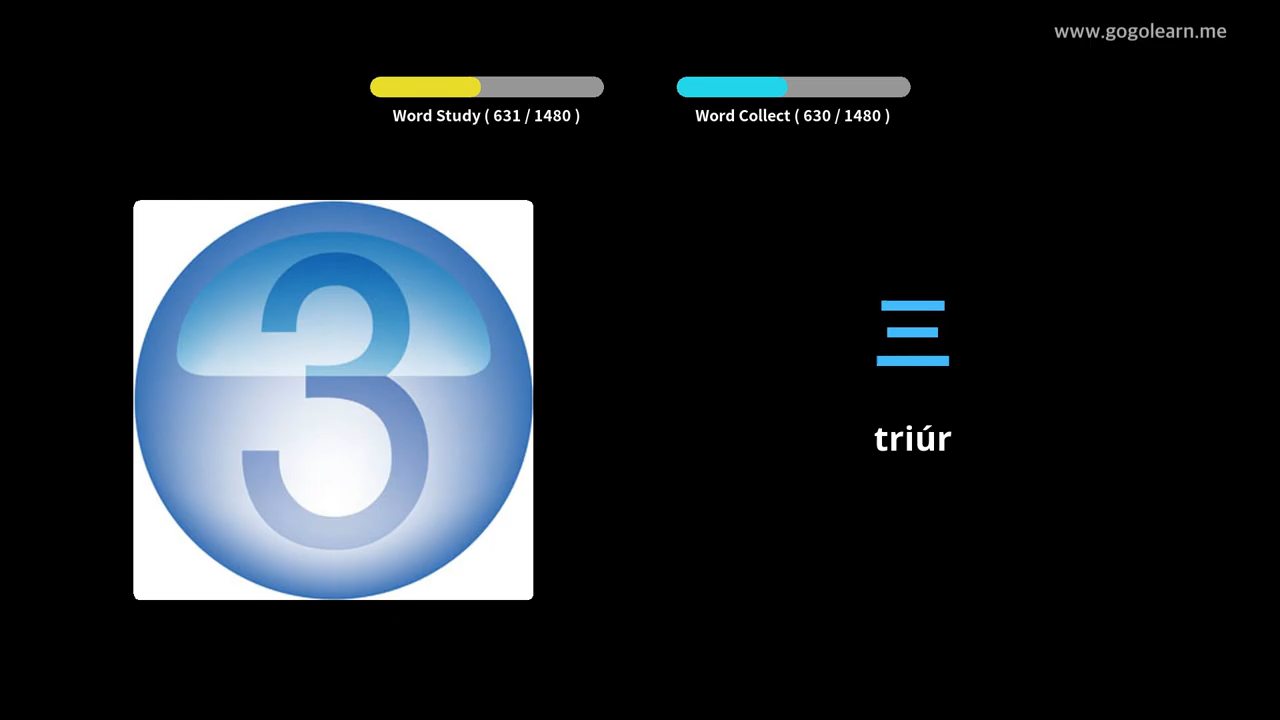 www.gogolearn.me
Word Study ( 631 / 1480 )
Word Collect ( 630 / 1480 )
3
三
triúr